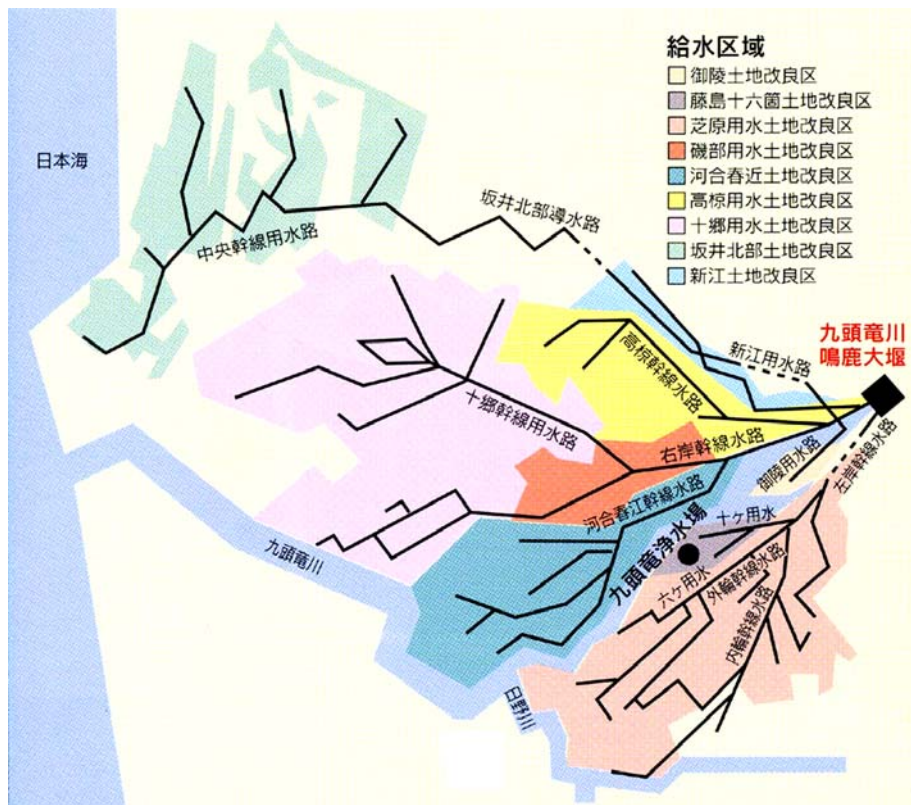 給水区域
御陵土地改良区
藤島十六箇土地改良区
芝原用水土地改良区
磯部用水土地改良区
河合春近土地改良区
高椋用水土地改良区
十郷用水土地改良区
坂井北部土地改良区
新江土地改良区
日本海
坂井北部導水路
中央幹線用水路
九頭竜川
鳴鹿大堰
新江用水路
高椋幹線水路
十郷幹線用水路
右岸幹線水路
御陵用水路
左岸幹線水路
河合春江幹線水路
十ヶ用水
九頭竜浄水場
九頭竜川
六ヶ用水
外輪幹線水路
内輪幹線水路
日野川